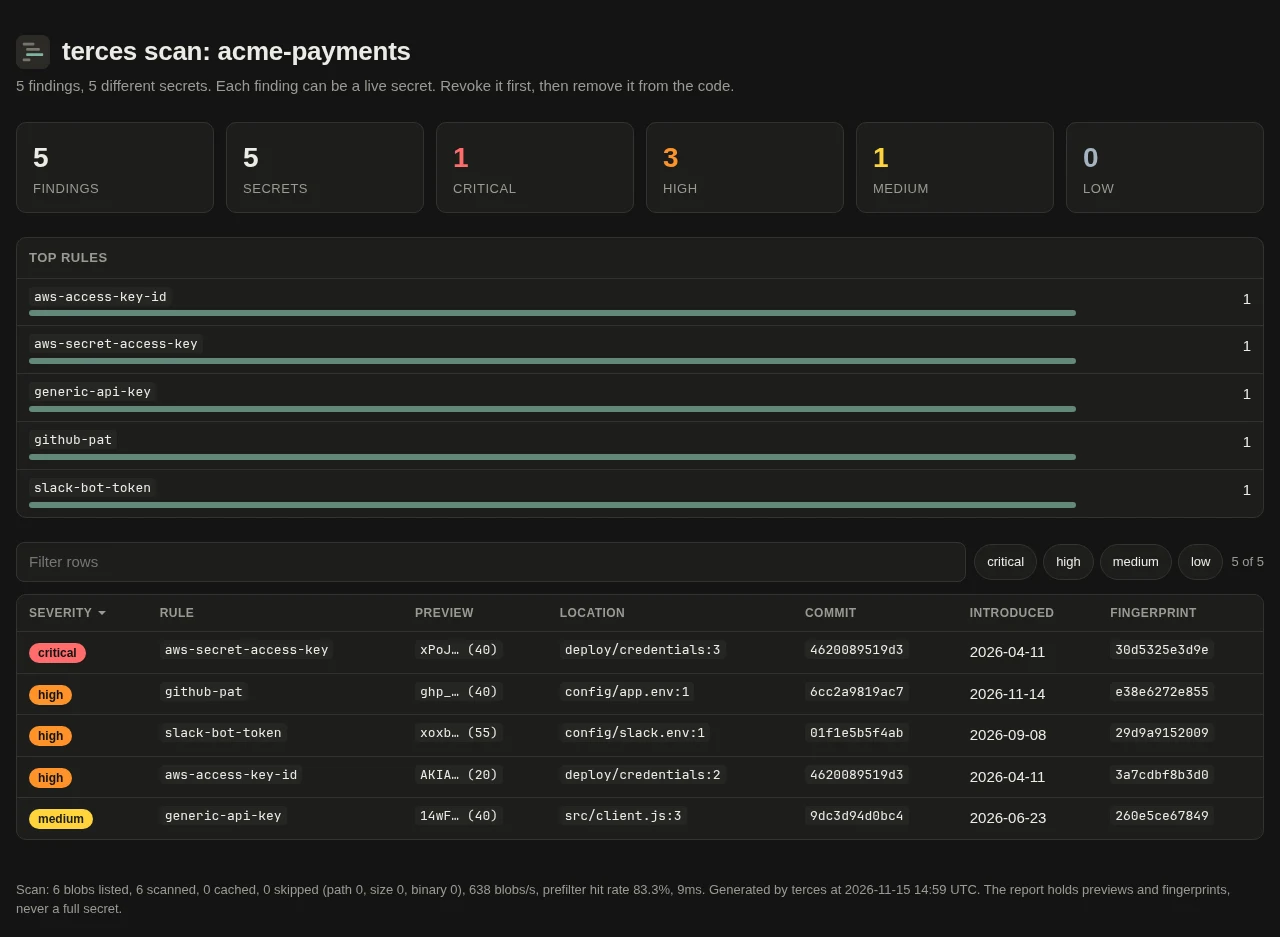 terces scan: acme-payments
5 findings, 5 different secrets. Each finding can be a live secret. Revoke it first, then remove it from the code.
5 5 1 3 1 0
FINDINGS SECRETS CRITICAL HIGH MEDIUM LOW
TOP RULES
aws-access-key-id 1
aws-secret-access-key 1
generic-api-key 1
github-pat 1
slack-bot-token 1
Filter rows critical high medium low 5 of 5
SEVERITY RULE PREVIEW LOCATION COMMIT INTRODUCED FINGERPRINT
critical aws-secret-access-key xPoJ… (40) deploy/credentials:3 4620089519d3 2026-04-11 30d5325e3d9e
high github-pat ghp_… (40) config/app.env:1 6cc2a9819ac7 2026-11-14 e38e6272e855
high slack-bot-token xoxb… (55) config/slack.env:1 01f1e5b5f4ab 2026-09-08 29d9a9152009
high aws-access-key-id AKIA… (20) deploy/credentials:2 4620089519d3 2026-04-11 3a7cdbf8b3d0
medium generic-api-key 14wF… (40) src/client.js:3 9dc3d94d0bc4 2026-06-23 260e5ce67849
Scan: 6 blobs listed, 6 scanned, 0 cached, 0 skipped (path 0, size 0, binary 0), 638 blobs/s, prefilter hit rate 83.3%, 9ms. Generated by terces at 2026-11-15 14:59 UTC. The report holds previews and fingerprints,
never a full secret.